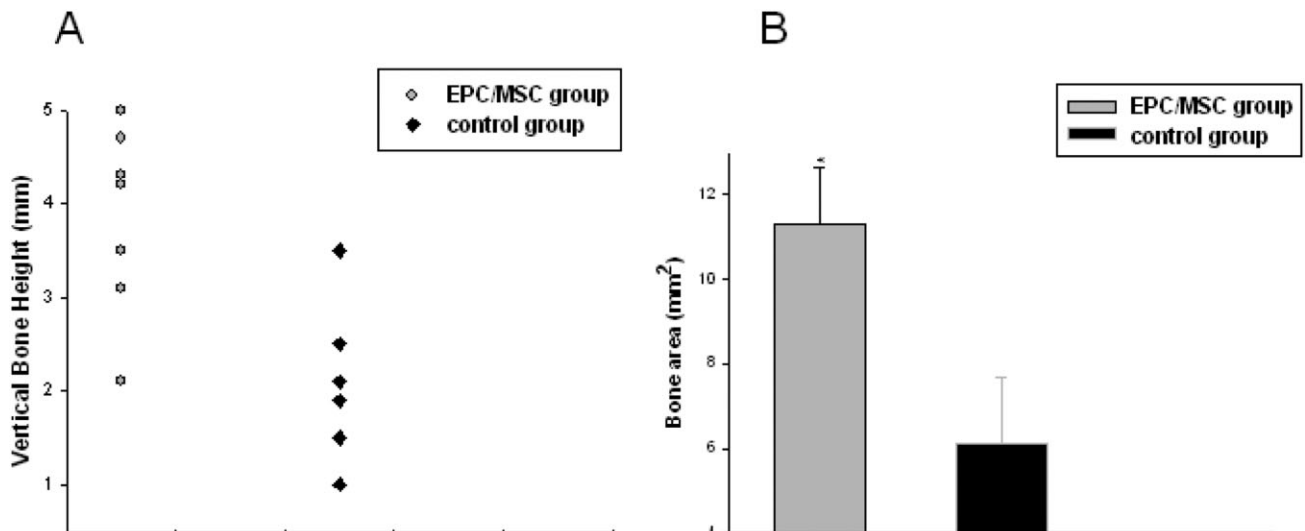 A
EPC/MSC group
control group
Vertical Bone Height (mm)
5
4
3
2
1
B
EPC/MSC group
control group
Bone area (mm²)
*
12
10
8
6